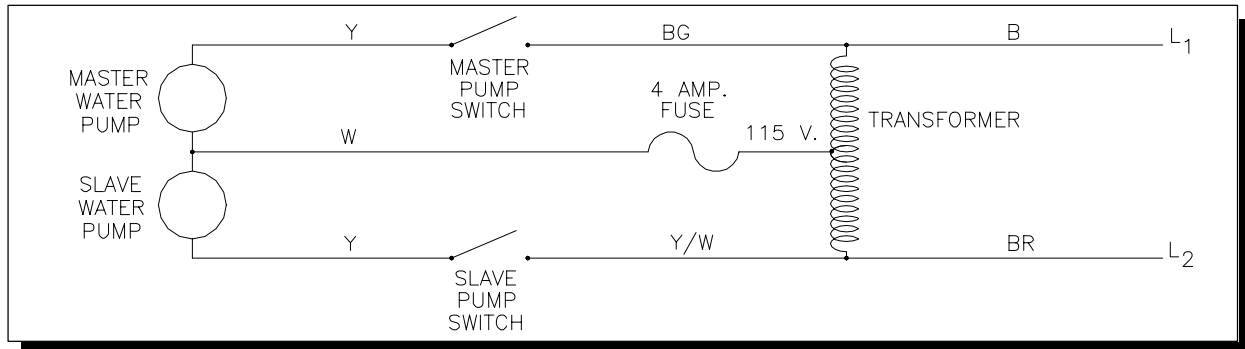 Y
BG
B
L1
MASTER
WATER
PUMP
MASTER
PUMP
SWITCH
4 AMP.
FUSE
TRANSFORMER
W
115 V.
SLAVE
WATER
PUMP
Y
Y/W
BR
L2
SLAVE
PUMP
SWITCH